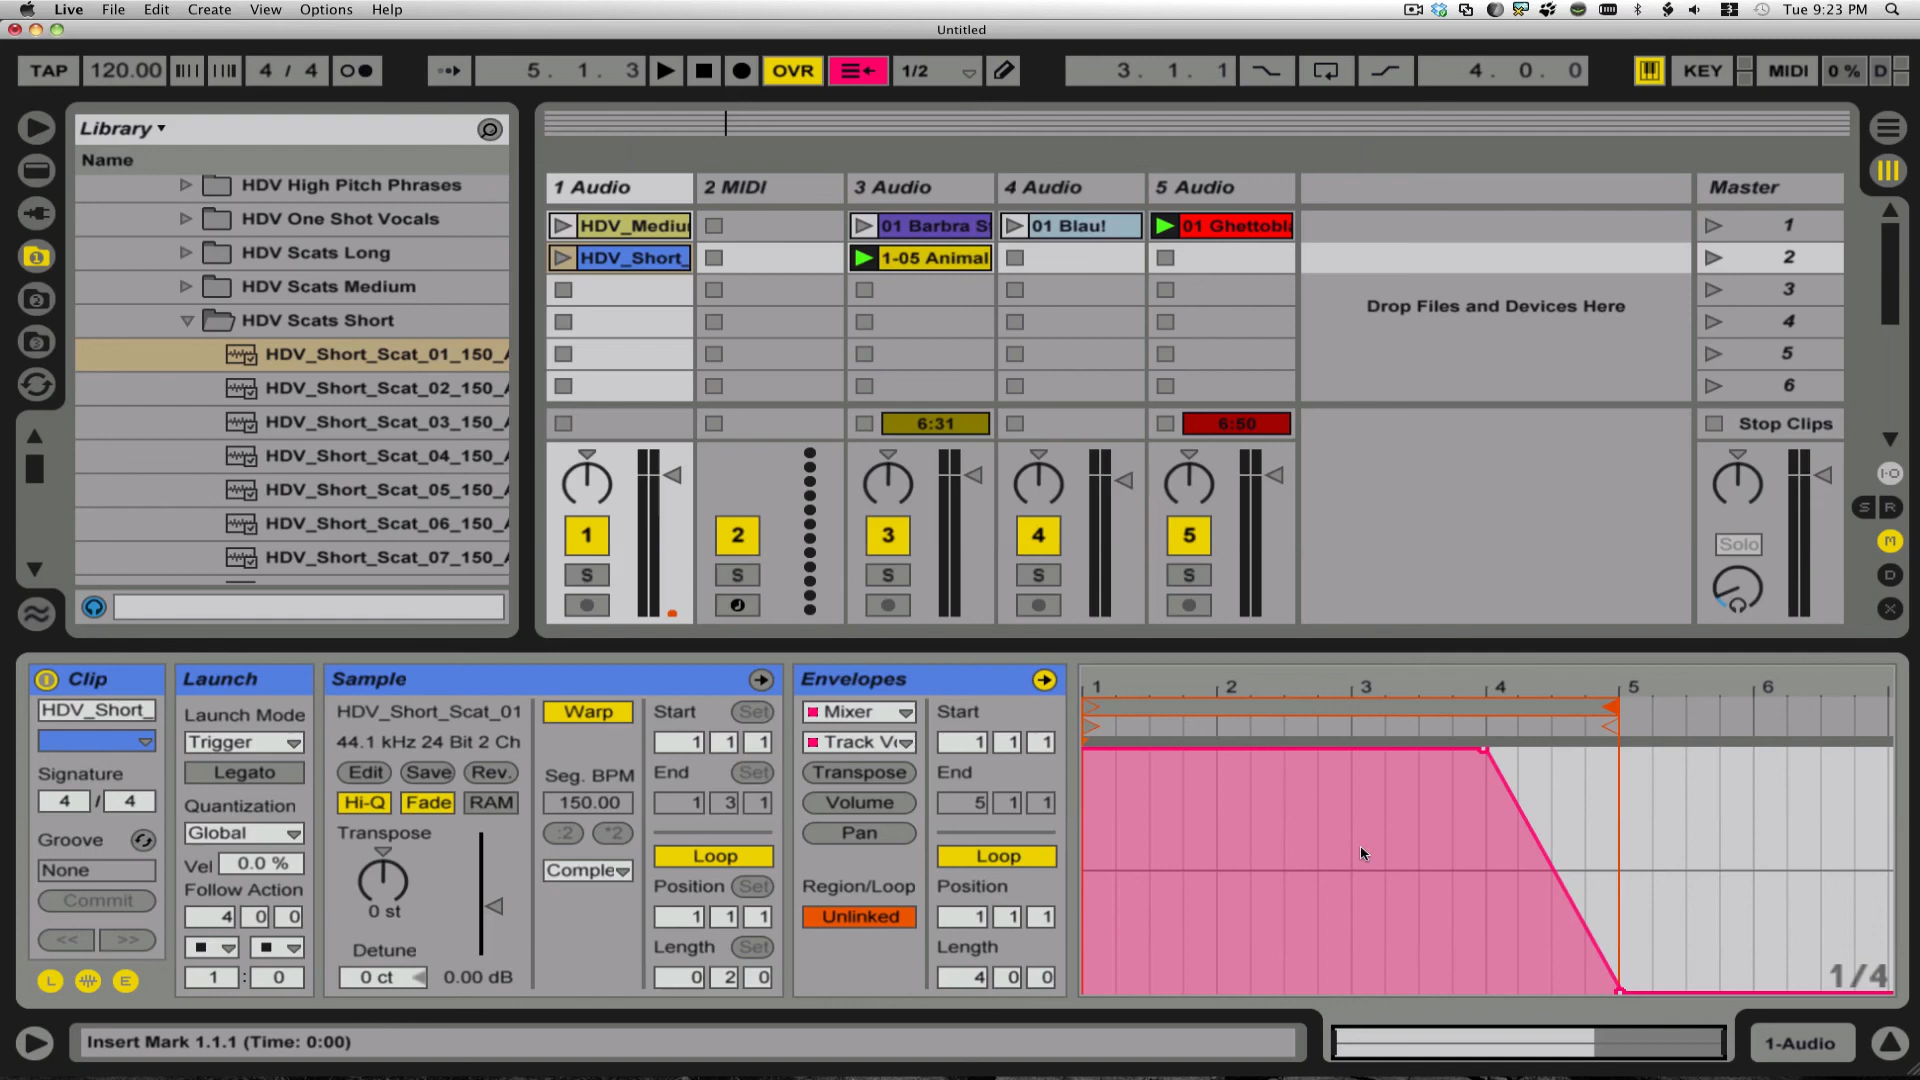 Live File Edit Create View Options Help
Tue 9:23 PM
Untitled
TAP 120.00 4 / 4 5. 1. 3 OVR 1/2 3. 1. 1 4. 0. 0 KEY MIDI 0 % D
Library
Name
HDV High Pitch Phrases
HDV One Shot Vocals
HDV Scats Long
HDV Scats Medium
HDV Scats Short
HDV_Short_Scat_01_150_
HDV_Short_Scat_02_150_
HDV_Short_Scat_03_150_
HDV_Short_Scat_04_150_
HDV_Short_Scat_05_150_
HDV_Short_Scat_06_150_
HDV_Short_Scat_07_150_
1 Audio 2 MIDI 3 Audio 4 Audio 5 Audio Master
HDV_Mediu 01 Barbra S 01 Blau! 01 Ghettobl 1
HDV_Short_ 1-05 Animal 2
Drop Files and Devices Here
3
4
5
6
6:31 6:50 Stop Clips
1 2 3 4 5
Solo
S S S S S
I-O
S R
M
D
X
Clip
HDV_Short_
Signature
4 / 4
Groove
None
Commit
<< >>
L E
Launch
Launch Mode
Trigger
Legato
Quantization
Global
Vel 0.0 %
Follow Action
4 0 0
1 : 0
Sample
HDV_Short_Scat_01
44.1 kHz 24 Bit 2 Ch
Edit Save Rev.
Hi-Q Fade RAM
Transpose
0 st
Detune
0 ct 0.00 dB
Warp
Seg. BPM
150.00
:2 *2
Comple
Start Set
1 1 1
End Set
1 3 1
Loop
Position Set
1 1 1
Length Set
0 2 0
Envelopes
Mixer
Track V
Transpose
Volume
Pan
Region/Loop
Unlinked
Start
1 1 1
End
5 1 1
Loop
Position
1 1 1
Length
4 0 0
1 2 3 4 5 6
1/4
Insert Mark 1.1.1 (Time: 0:00)
1-Audio